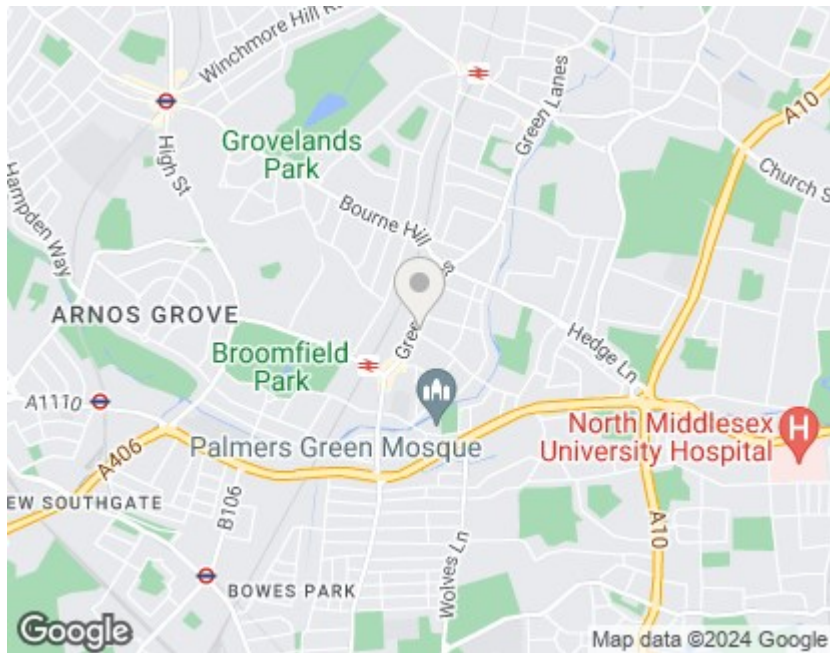 Winchmore Hill R
Green Lanes
A10
High St
Grovelands
Park
Church S
Hampden Way
Bourne Hill
s
ARNOS GROVE
Gree
Broomfield
Park
Hedge Ln
A1110
North Middlesex
University Hospital
H
Palmers Green Mosque
A406
EW SOUTHGATE
B106
A10
Wolves Ln
BOWES PARK
Google
Map data ©2024 Google